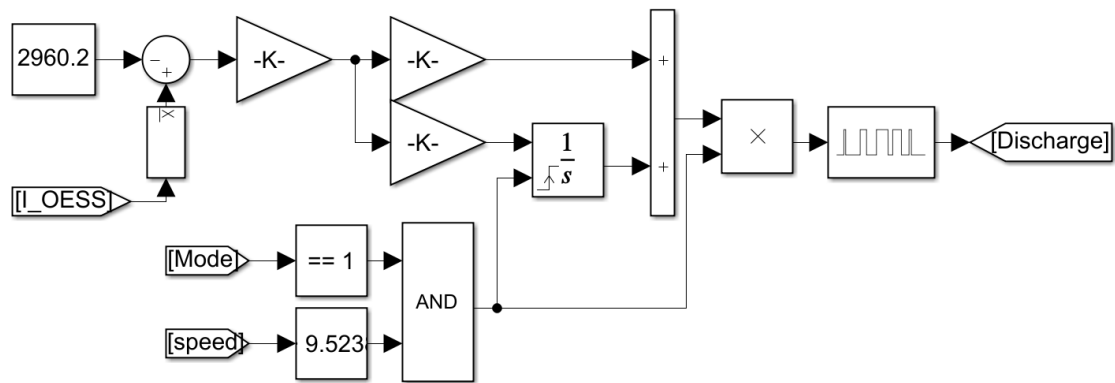 2960.2
-K-
-K-
-K-
1
s
[I_OESS]
[Mode]
== 1
AND
[speed]
9.523
[Discharge]